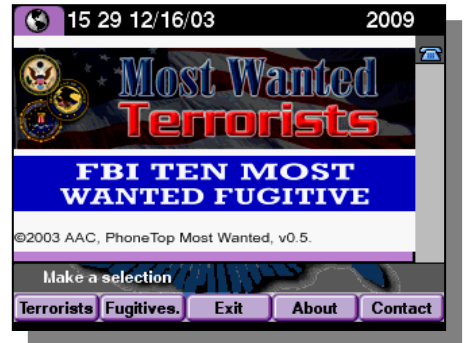 15 29 12/16/03 2009
Most Wanted
Terrorists
FBI TEN MOST
WANTED FUGITIVE
©2003 AAC, PhoneTop Most Wanted, v0.5.
Make a selection
Terrorists Fugitives. Exit About Contact